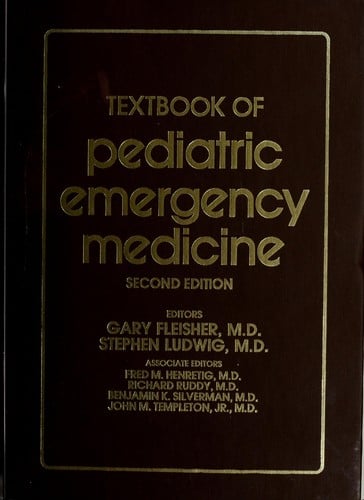 TEXTBOOK OF
pediatric
emergency
medicine
SECOND EDITION
EDITORS
GARY FLEISHER, M.D.
STEPHEN LUDWIG, M.D.
ASSOCIATE EDITORS
FRED M. HENRETIG, M.D.
RICHARD RUDDY, M.D.
BENJAMIN K. SILVERMAN, M.D.
JOHN M. TEMPLETON, JR., M.D.